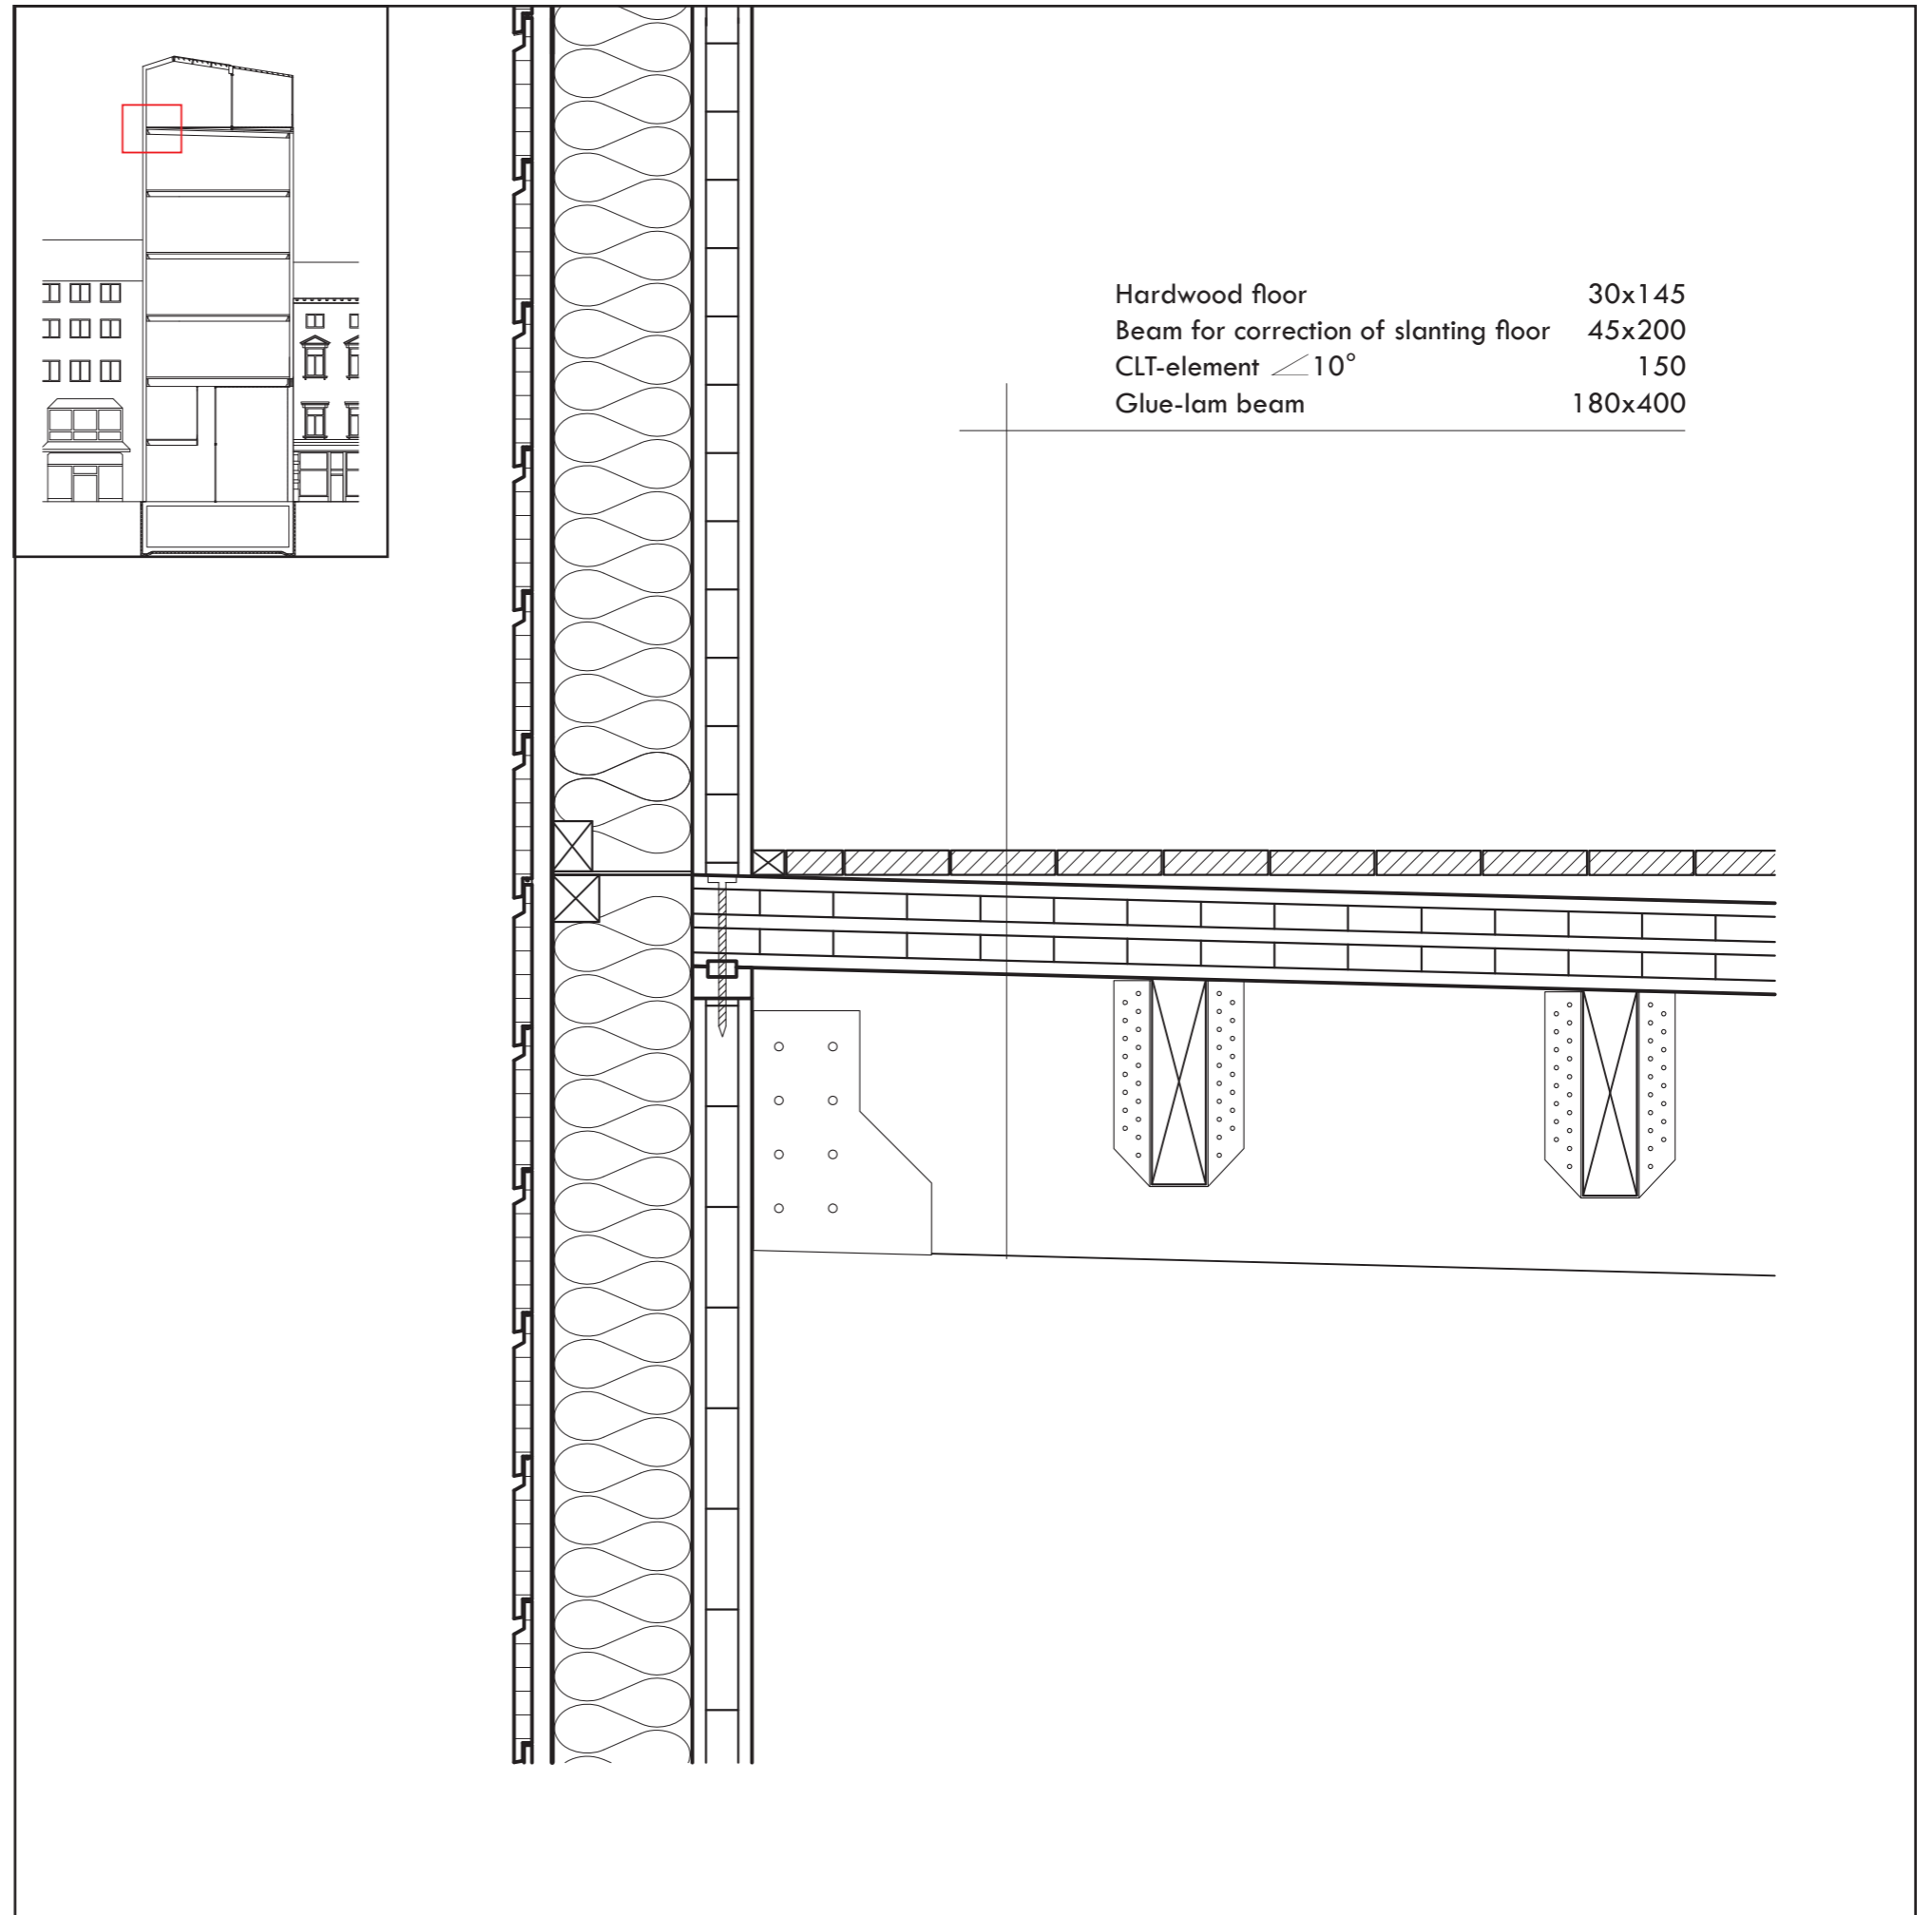 Hardwood floor 30x145
Beam for correction of slanting floor 45x200
CLT-element 10° 150
Glue-lam beam 180x400